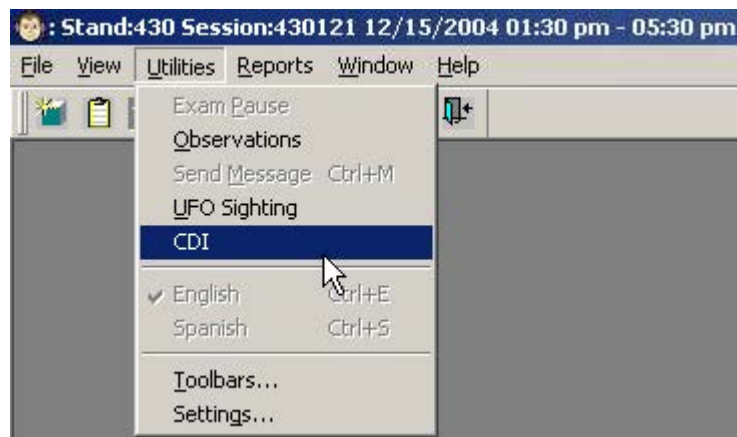 : Stand:430 Session:430121 12/15/2004 01:30 pm - 05:30 pm
File View Utilities Reports Window Help
Exam Pause
Observations
Send Message Ctrl+M
UFO Sighting
CDI
English Ctrl+E
Spanish Ctrl+S
Toolbars...
Settings...